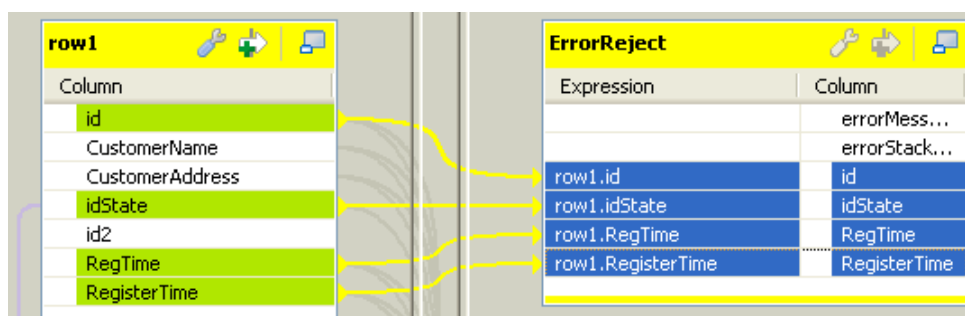 row1
Column
id
CustomerName
CustomerAddress
idState
id2
RegTime
RegisterTime
ErrorReject
Expression Column
errorMess...
errorStack...
row1.id id
row1.idState idState
row1.RegTime RegTime
row1.RegisterTime RegisterTime